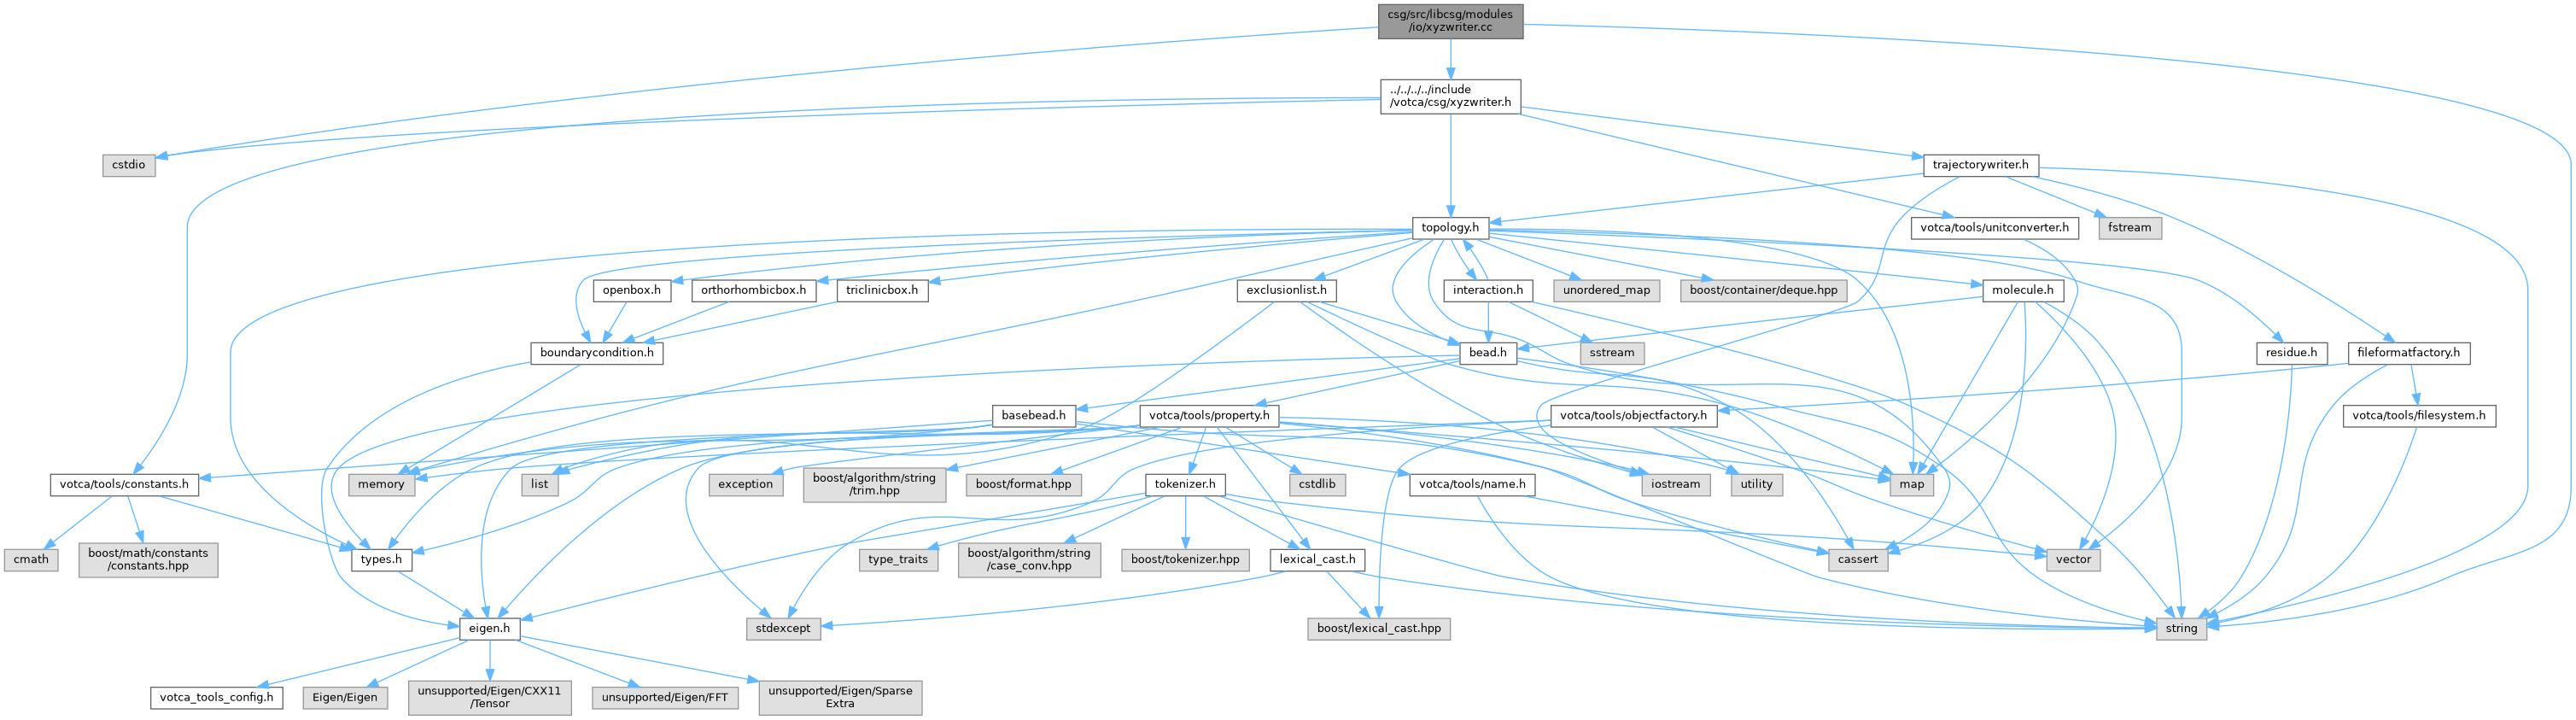 csg/src/libcsg/modules
/io/xyzwriter.cc
../../../../include
/votca/csg/xyzwriter.h
cstdio
trajectorywriter.h
topology.h
votca/tools/unitconverter.h
fstream
openbox.h
orthorhombicbox.h
triclinicbox.h
exclusionlist.h
interaction.h
unordered_map
boost/container/deque.hpp
molecule.h
boundarycondition.h
bead.h
sstream
residue.h
fileformatfactory.h
basebead.h
votca/tools/property.h
votca/tools/objectfactory.h
votca/tools/filesystem.h
votca/tools/constants.h
memory
list
exception
boost/algorithm/string
/trim.hpp
boost/format.hpp
tokenizer.h
cstdlib
votca/tools/name.h
iostream
utility
map
cmath
boost/math/constants
/constants.hpp
types.h
type_traits
boost/algorithm/string
/case_conv.hpp
boost/tokenizer.hpp
lexical_cast.h
cassert
vector
eigen.h
stdexcept
boost/lexical_cast.hpp
string
votca_tools_config.h
Eigen/Eigen
unsupported/Eigen/CXX11
/Tensor
unsupported/Eigen/FFT
unsupported/Eigen/Sparse
Extra